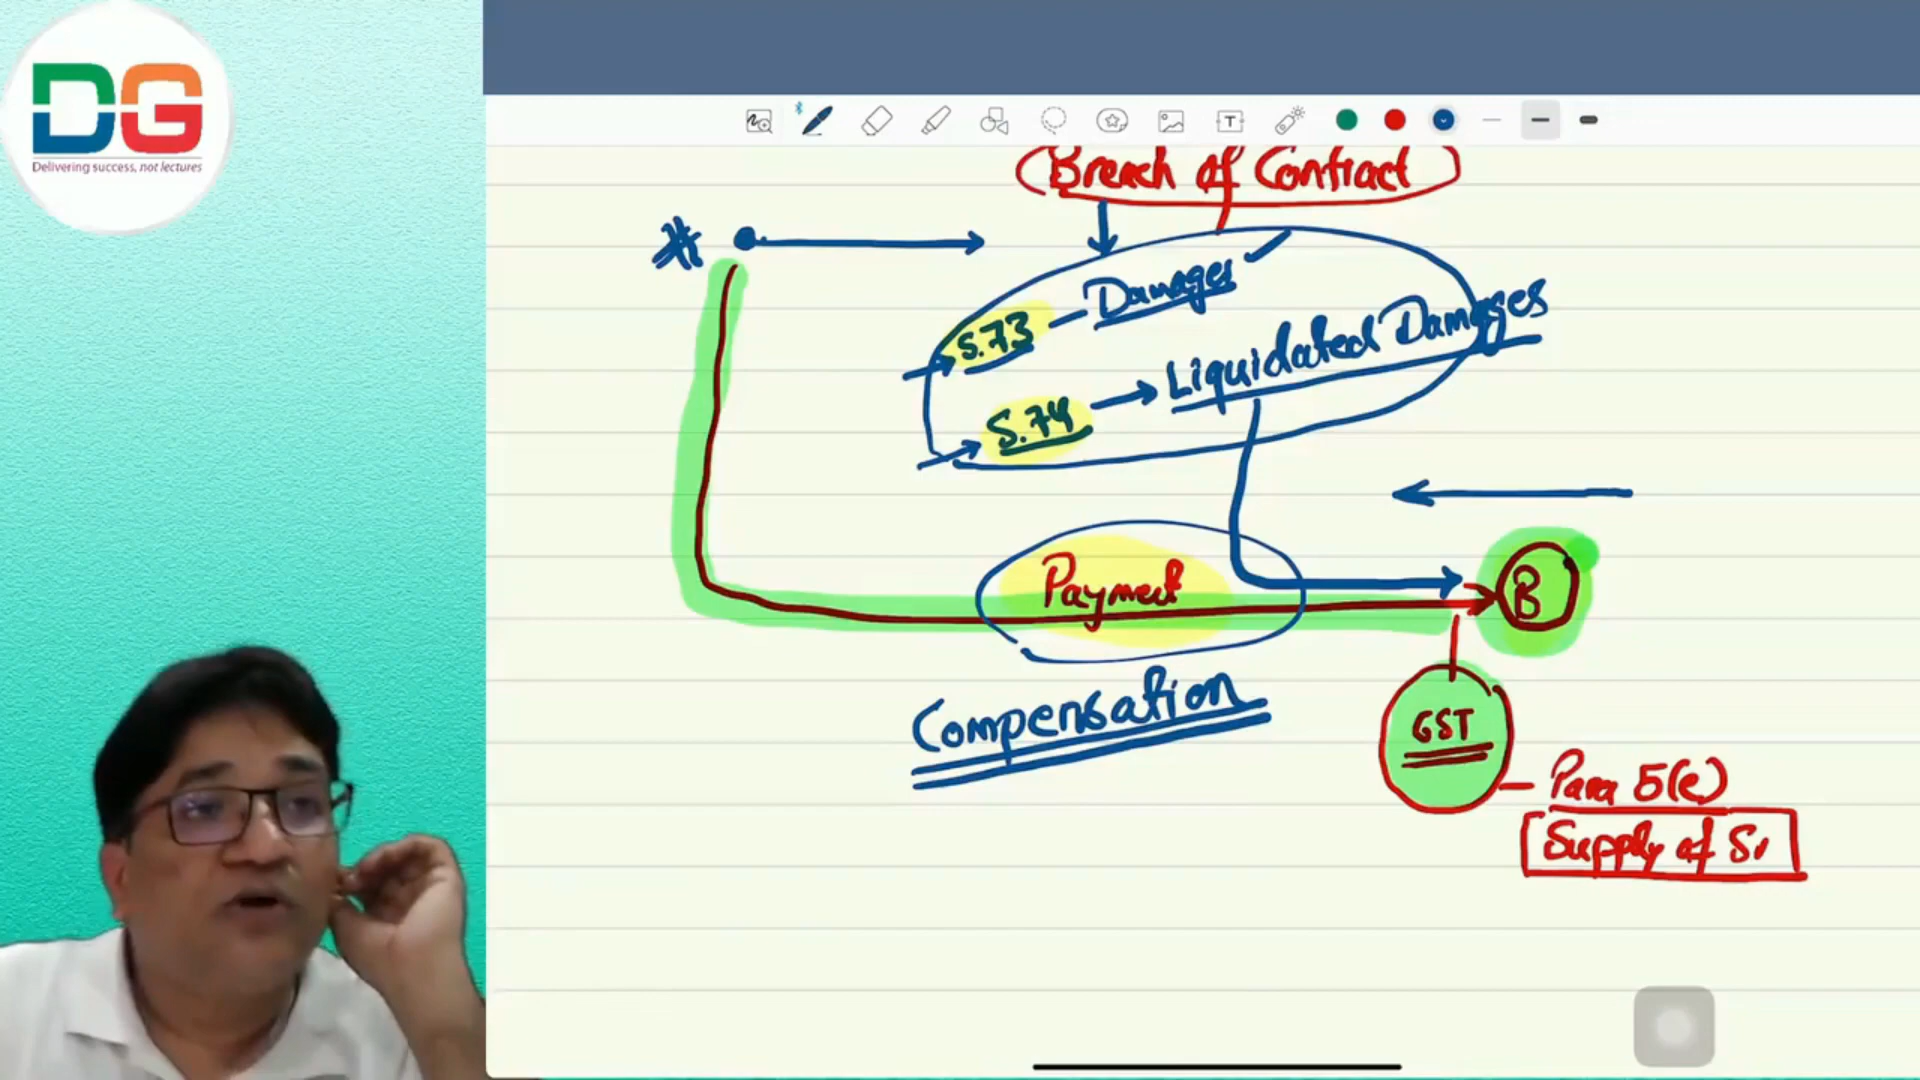 DG
Delivering success, not lectures
T
Breach of Contract
S.73 - Damages
S.74 → Liquidated Damages
Payment
B
Compensation
GST
- Para 5(e)
Supply of Sr